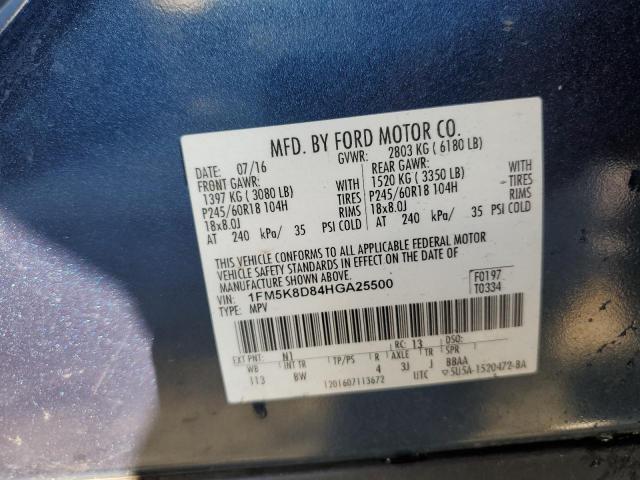 MFD. BY FORD MOTOR CO.
DATE: 07/16 GVWR: 2803 KG ( 6180 LB)
FRONT GAWR: REAR GAWR:
1397 KG ( 3080 LB) WITH 1520 KG ( 3350 LB) WITH
P245/60R18 104H TIRES P245/60R18 104H TIRES
18x8.0J RIMS 18x8.0J RIMS
AT 240 kPa/ 35 PSI COLD AT 240 kPa/ 35 PSI COLD
THIS VEHICLE CONFORMS TO ALL APPLICABLE FEDERAL MOTOR
VEHICLE SAFETY STANDARDS IN EFFECT ON THE DATE OF
MANUFACTURE SHOWN ABOVE.
VIN: 1FM5K8D84HGA25500 F0197
TYPE: MPV T0334
EXT PNT: N1 RC: 13 DSO:
WB INT TR TP/PS R AXLE TR SPR
113 BW 4 3J J BBAA
1201607113672 UTC 5U5A-1520472-BA